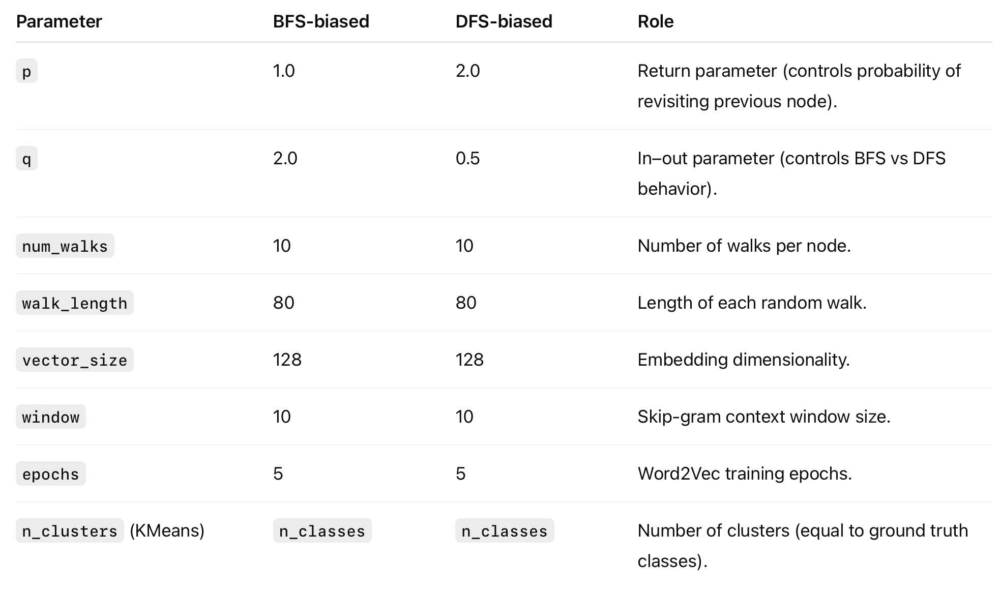 Parameter BFS-biased DFS-biased Role
p 1.0 2.0 Return parameter (controls probability of
revisiting previous node).
q 2.0 0.5 In–out parameter (controls BFS vs DFS
behavior).
num_walks 10 10 Number of walks per node.
walk_length 80 80 Length of each random walk.
vector_size 128 128 Embedding dimensionality.
window 10 10 Skip-gram context window size.
epochs 5 5 Word2Vec training epochs.
n_clusters (KMeans) n_classes n_classes Number of clusters (equal to ground truth
classes).